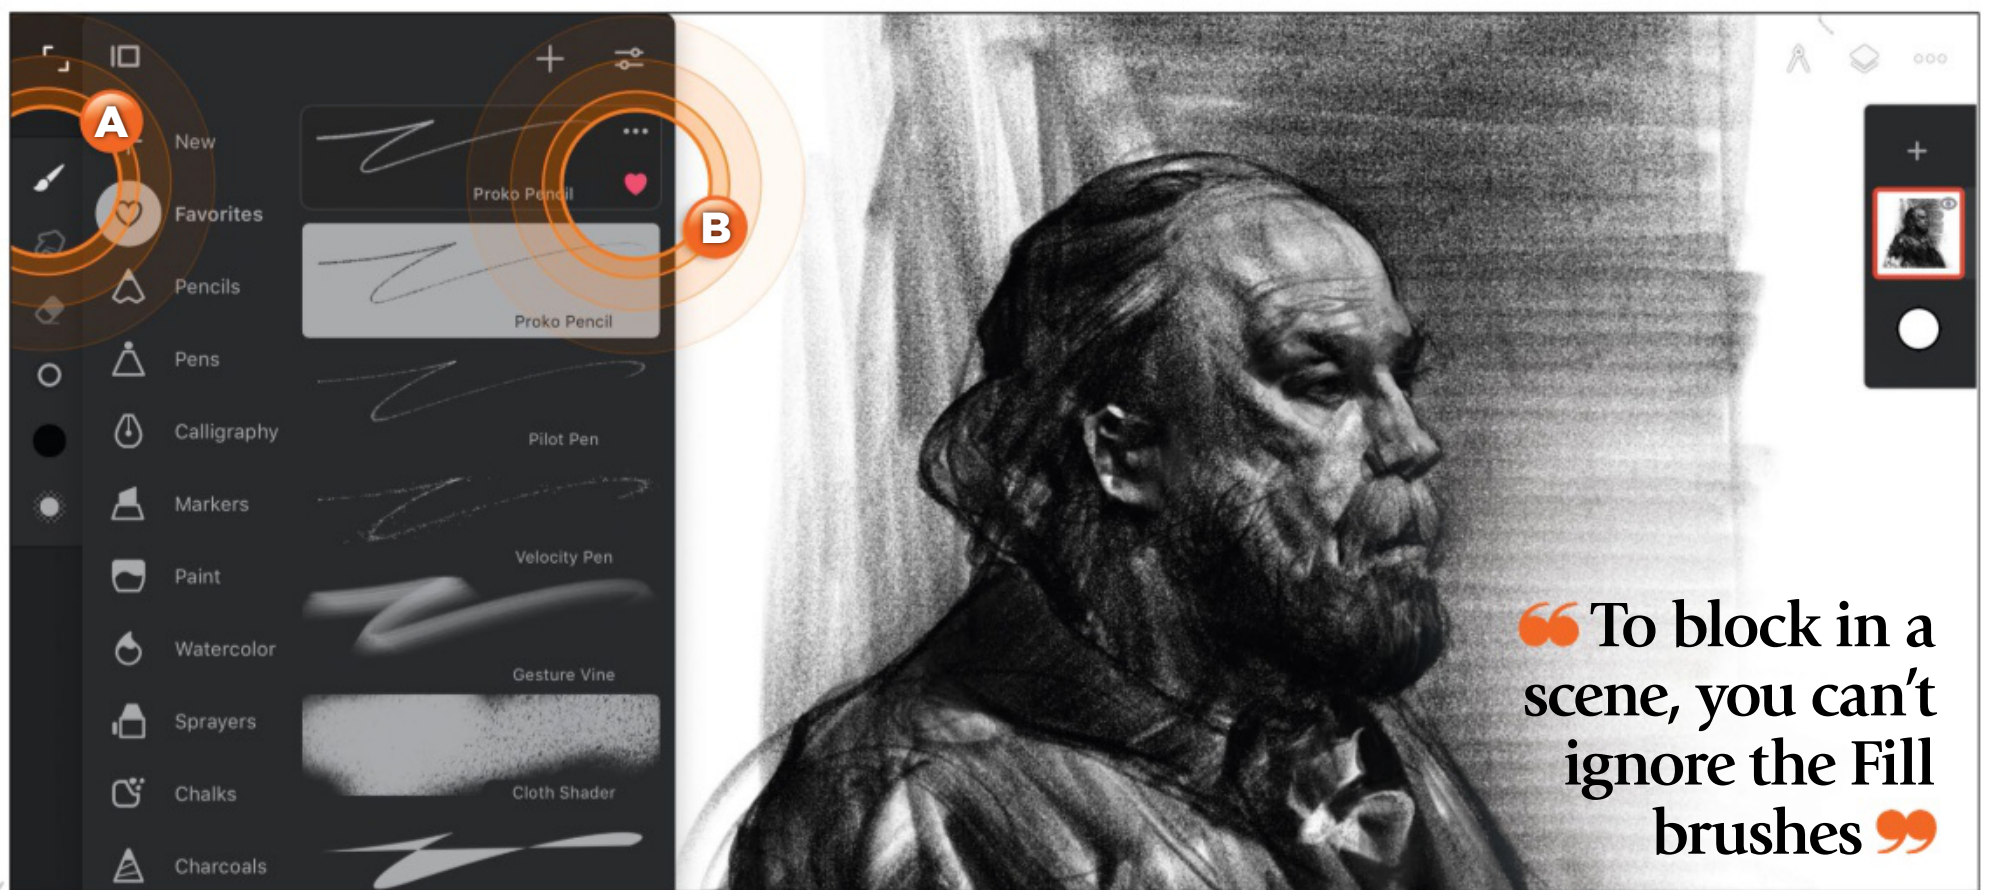 A
New
Favorites
Pencils
Pens
Calligraphy
Markers
Paint
Watercolor
Sprayers
Chalks
Charcoals
Proko Pencil
B
Proko Pencil
Pilot Pen
Velocity Pen
Gesture Vine
Cloth Shader
“To block in a
scene, you can’t
ignore the Fill
brushes”